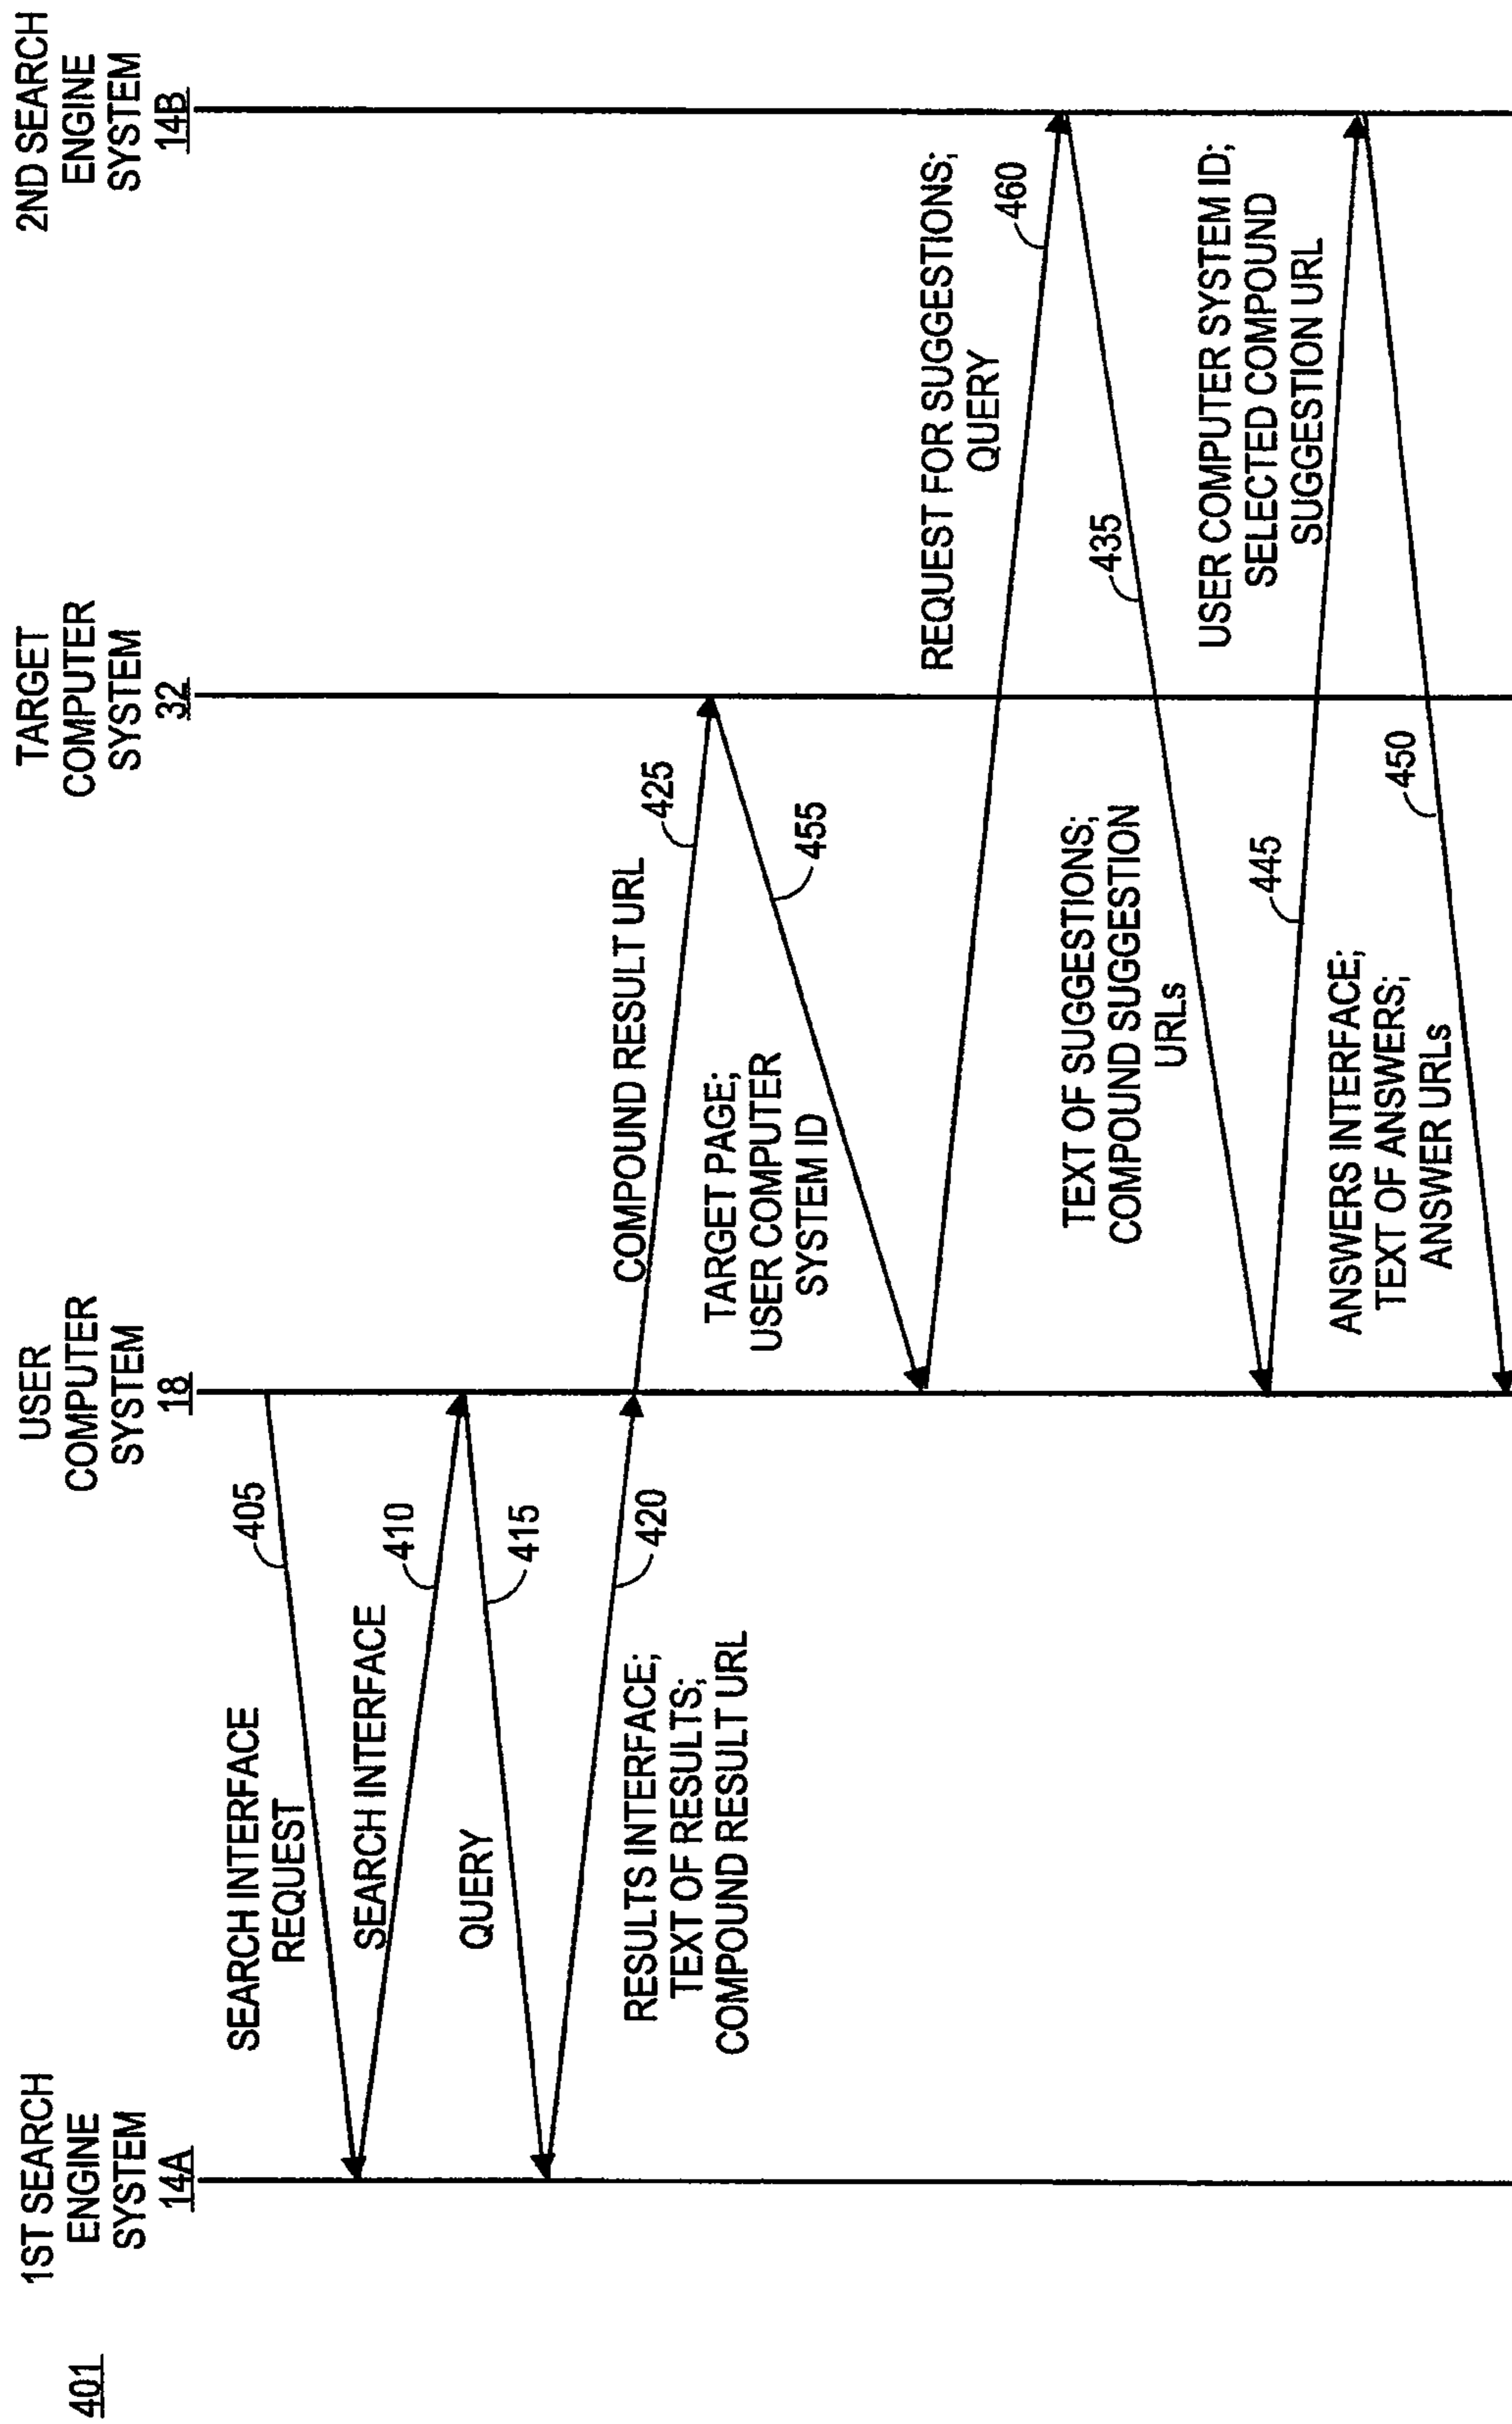 401
1ST SEARCH
ENGINE
SYSTEM
14A
USER
COMPUTER
SYSTEM
18
TARGET
COMPUTER
SYSTEM
32
2ND SEARCH
ENGINE
SYSTEM
14B
SEARCH INTERFACE
REQUEST
405
SEARCH INTERFACE
410
QUERY
415
RESULTS INTERFACE;
TEXT OF RESULTS;
COMPOUND RESULT URL
420
COMPOUND RESULT URL
425
TARGET PAGE;
USER COMPUTER
SYSTEM ID
455
REQUEST FOR SUGGESTIONS;
QUERY
460
TEXT OF SUGGESTIONS;
COMPOUND SUGGESTION
URLs
435
USER COMPUTER SYSTEM ID;
SELECTED COMPOUND
SUGGESTION URL
445
ANSWERS INTERFACE;
TEXT OF ANSWERS;
ANSWER URLs
450